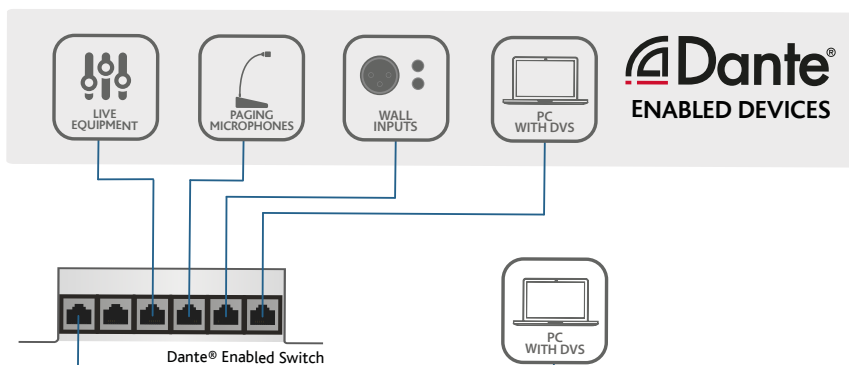 LIVE
EQUIPMENT
PAGING
MICROPHONES
WALL
INPUTS
PC
WITH DVS
Dante®
ENABLED DEVICES
PC
WITH DVS
Dante® Enabled Switch